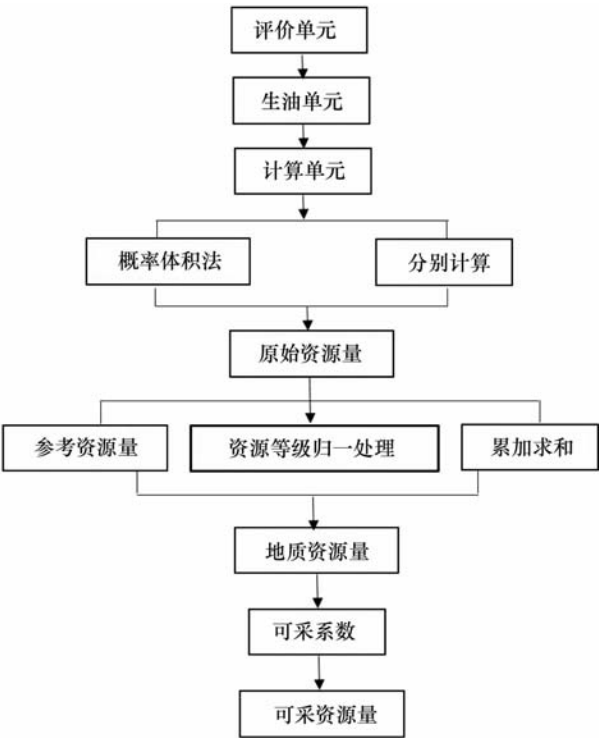 评价单元
生油单元
计算单元
概率体积法
分别计算
原始资源量
参考资源量
资源等级归一处理
累加求和
地质资源量
可采系数
可采资源量